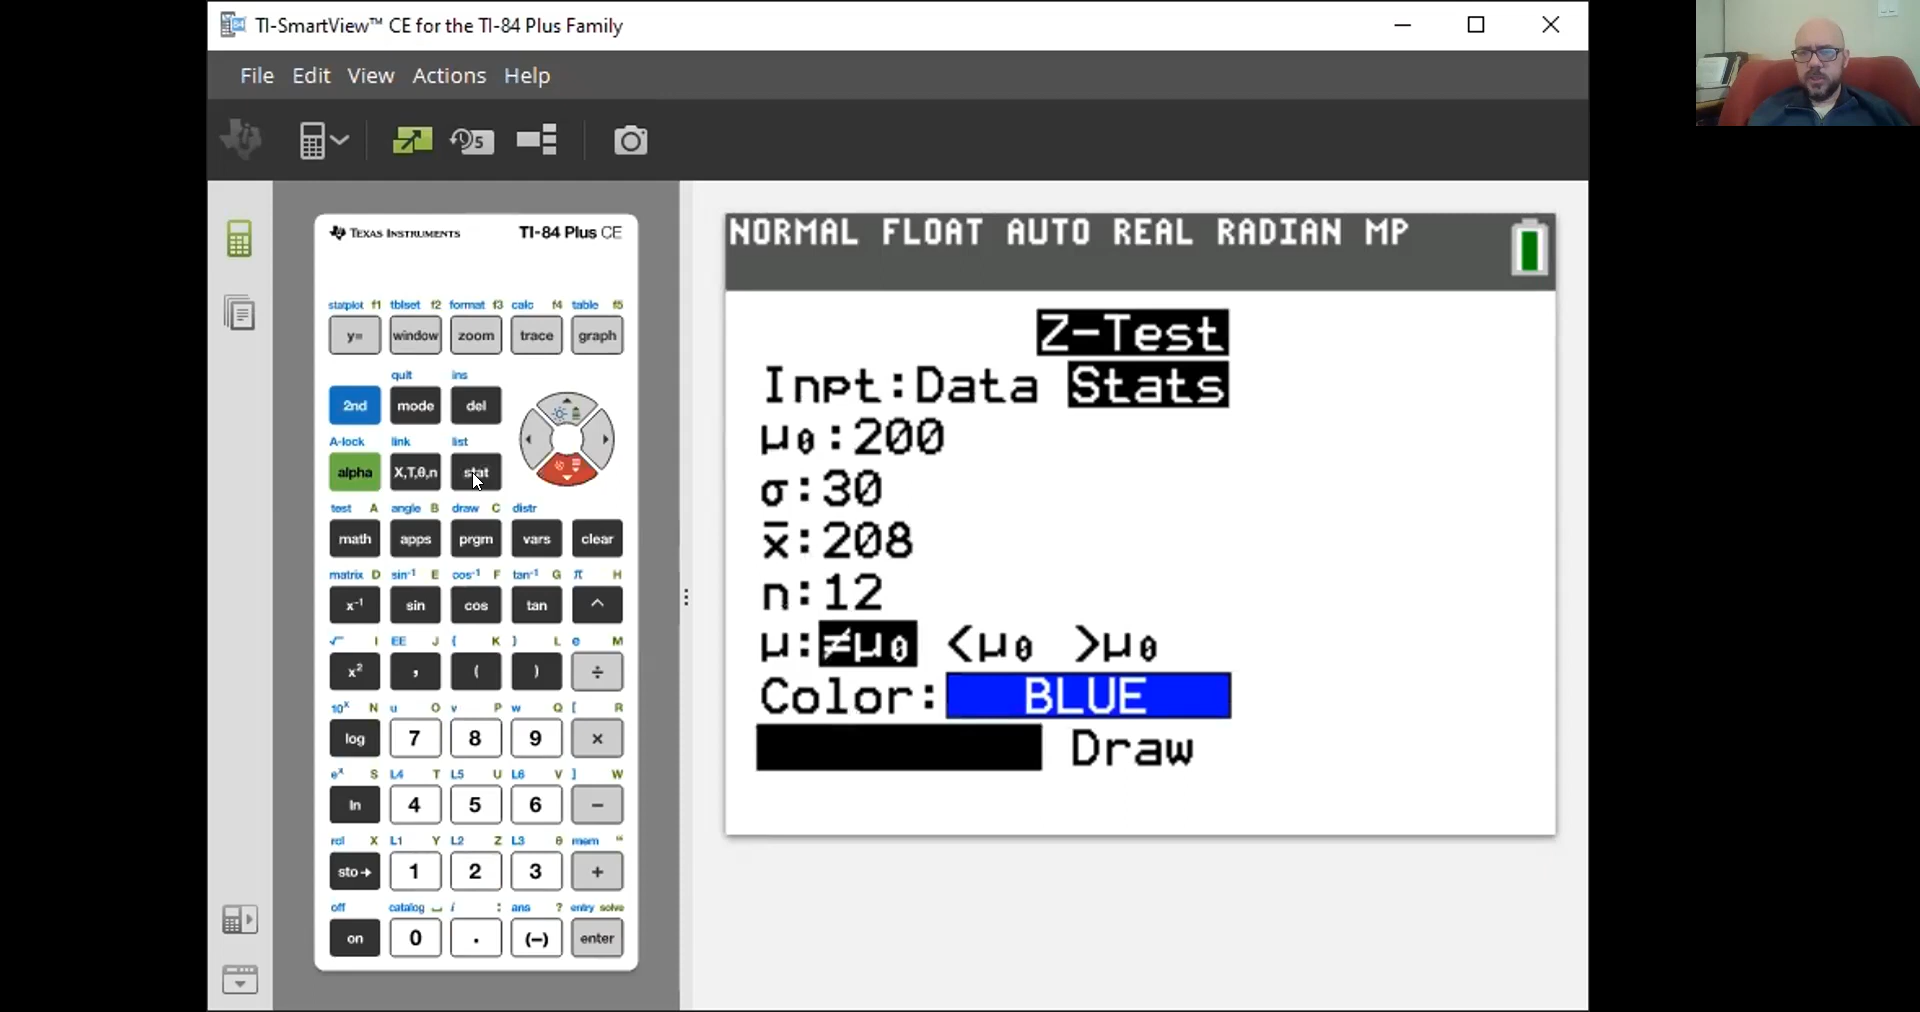 TI-SmartView™ CE for the TI-84 Plus Family
File Edit View Actions Help
5
TEXAS INSTRUMENTS TI-84 Plus CE
statplot f1 tblset f2 format f3 calc f4 table f5
y= window zoom trace graph
quit ins
2nd mode del
A-lock link list
alpha X,T,θ,n stat
test A angle B draw C distr
math apps prgm vars clear
matrix D sin⁻¹ E cos⁻¹ F tan⁻¹ G π H
x⁻¹ sin cos tan ^
√ I EE J { K } L e M
x² , ( ) ÷
10ˣ N u O v P w Q [ R
log 7 8 9 ×
eˣ S L4 T L5 U L6 V ] W
ln 4 5 6 −
rcl X L1 Y L2 Z L3 θ mem "
sto→ 1 2 3 +
off catalog ⎵ i : ans ? entry solve
on 0 . (−) enter
NORMAL FLOAT AUTO REAL RADIAN MP
Z-Test
Inpt:Data Stats
μ₀:200
σ:30
x̄:208
n:12
μ:≠μ₀ <μ₀ >μ₀
Color: BLUE
Draw